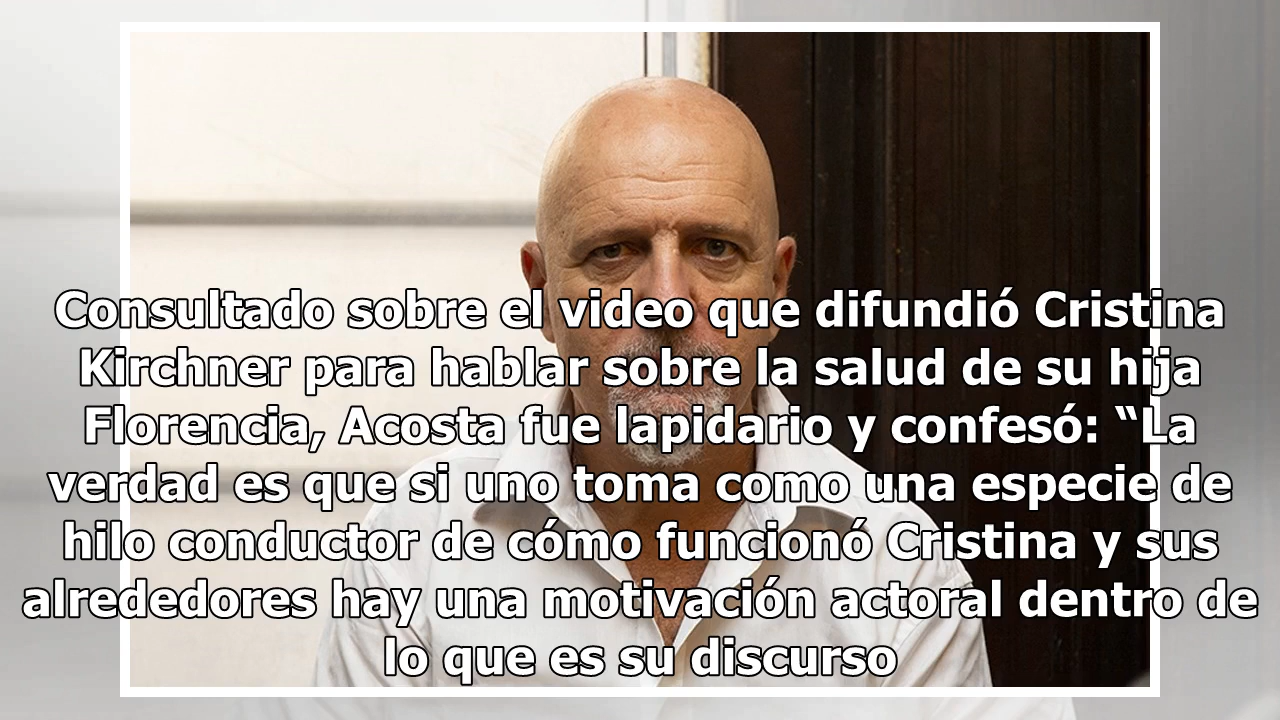 Consultado sobre el video que difundió Cristina
Kirchner para hablar sobre la salud de su hija
Florencia, Acosta fue lapidario y confesó: “La
verdad es que si uno toma como una especie de
hilo conductor de cómo funcionó Cristina y sus
alrededores hay una motivación actoral dentro de
lo que es su discurso